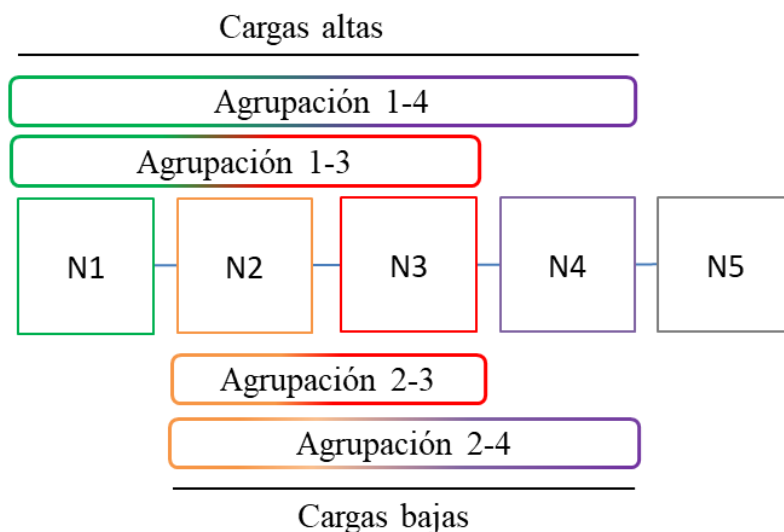 Cargas altas
Agrupación 1-4
Agrupación 1-3
N1 N2 N3 N4 N5
Agrupación 2-3
Agrupación 2-4
Cargas bajas